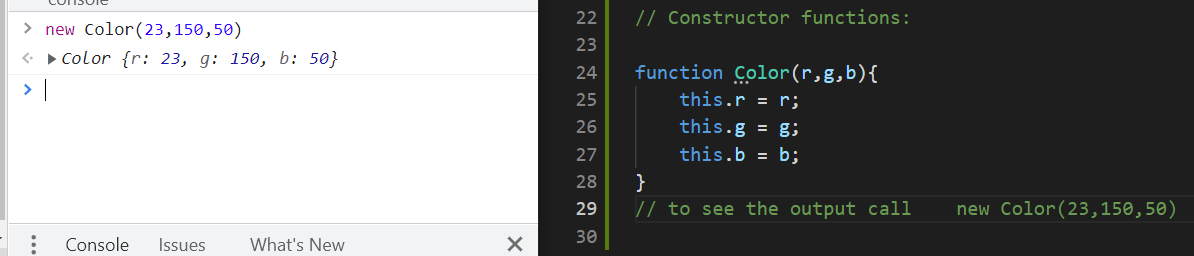 console
new Color(23,150,50)
Color {r: 23, g: 150, b: 50}
Console Issues What's New
22 // Constructor functions:
23
24 function Color(r,g,b){
25 this.r = r;
26 this.g = g;
27 this.b = b;
28 }
29 // to see the output call new Color(23,150,50)
30